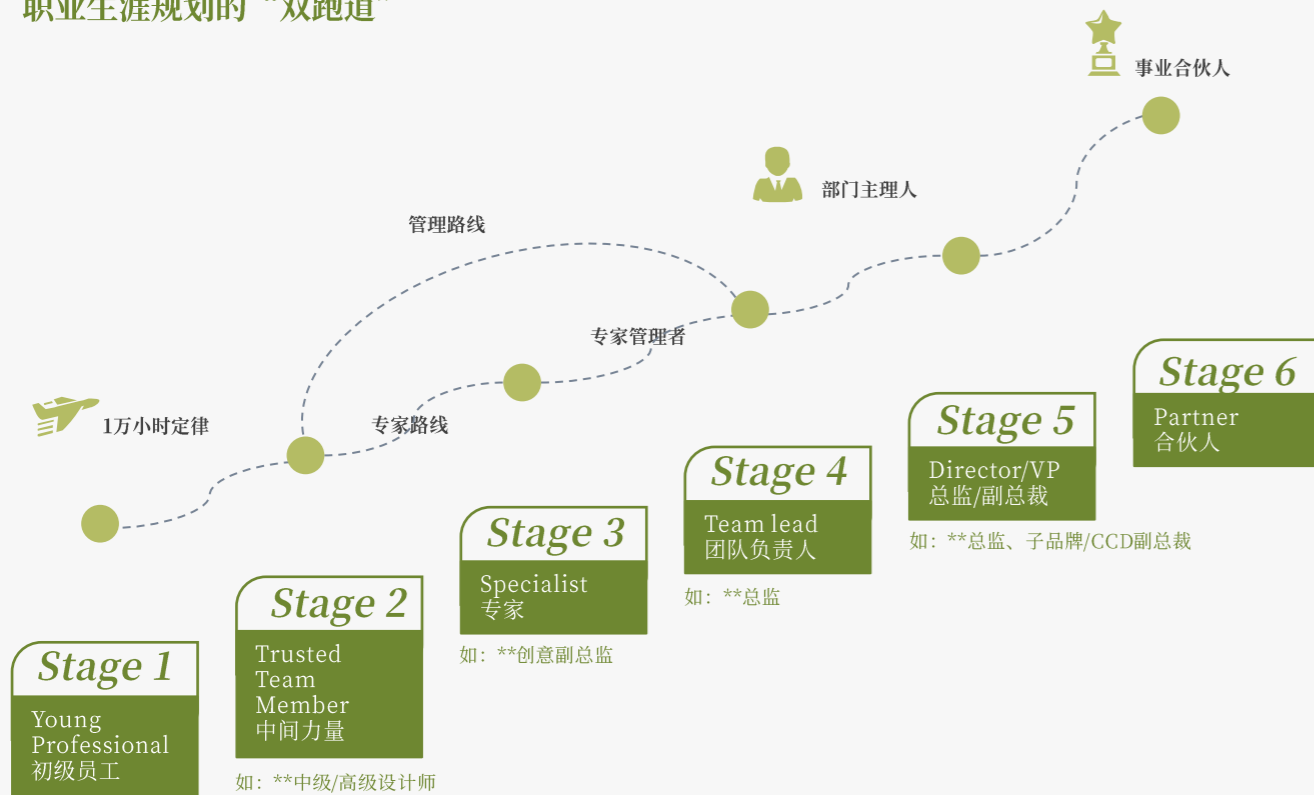 职业生涯规划的“双跑道”
事业合伙人
部门主理人
管理路线
专家管理者
1万小时定律
专家路线
Stage 6
Partner
合伙人
Stage 5
Director/VP
总监/副总裁
如：**总监、子品牌/CCD副总裁
Stage 4
Team lead
团队负责人
如：**总监
Stage 3
Specialist
专家
如：**创意副总监
Stage 2
Trusted
Team
Member
中间力量
如：**中级/高级设计师
Stage 1
Young
Professional
初级员工